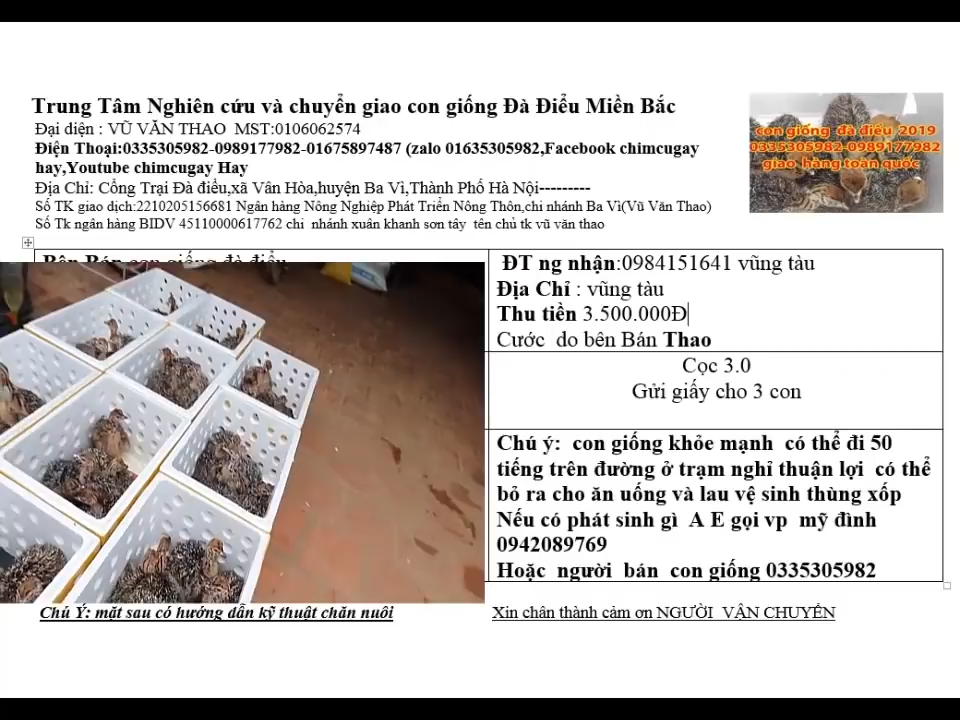 Trung Tâm Nghiên cứu và chuyển giao con giống Đà Điểu Miền Bắc
Đại diện : VŨ VĂN THAO MST:0106062574
Điện Thoại:0335305982-0989177982-01675897487 (zalo 01635305982,Facebook chimcugay
hay,Youtube chimcugay Hay
Địa Chỉ: Cổng Trại Đà điểu,xã Vân Hòa,huyện Ba Vì,Thành Phố Hà Nội---------
Số TK giao dịch:2210205156681 Ngân hàng Nông Nghiệp Phát Triển Nông Thôn,chi nhánh Ba Vì(Vũ Văn Thao)
Số Tk ngân hàng BIDV 45110000617762 chi nhánh xuân khanh sơn tây tên chủ tk vũ văn thao
con giống đà điểu 2019
0335305982-0989177982
giao hàng toàn quốc
Bên Bán con giống đà điểu
ĐT ng nhận:0984151641 vũng tàu
Địa Chỉ : vũng tàu
Thu tiền 3.500.000Đ
Cước do bên Bán Thao
Cọc 3.0
Gửi giấy cho 3 con
Chú ý: con giống khỏe mạnh có thể đi 50
tiếng trên đường ở trạm nghỉ thuận lợi có thể
bỏ ra cho ăn uống và lau vệ sinh thùng xốp
Nếu có phát sinh gì A E gọi vp mỹ đình
0942089769
Hoặc người bán con giống 0335305982
Chú Ý: mặt sau có hướng dẫn kỹ thuật chăn nuôi
Xin chân thành cảm ơn NGƯỜI VẬN CHUYỂN